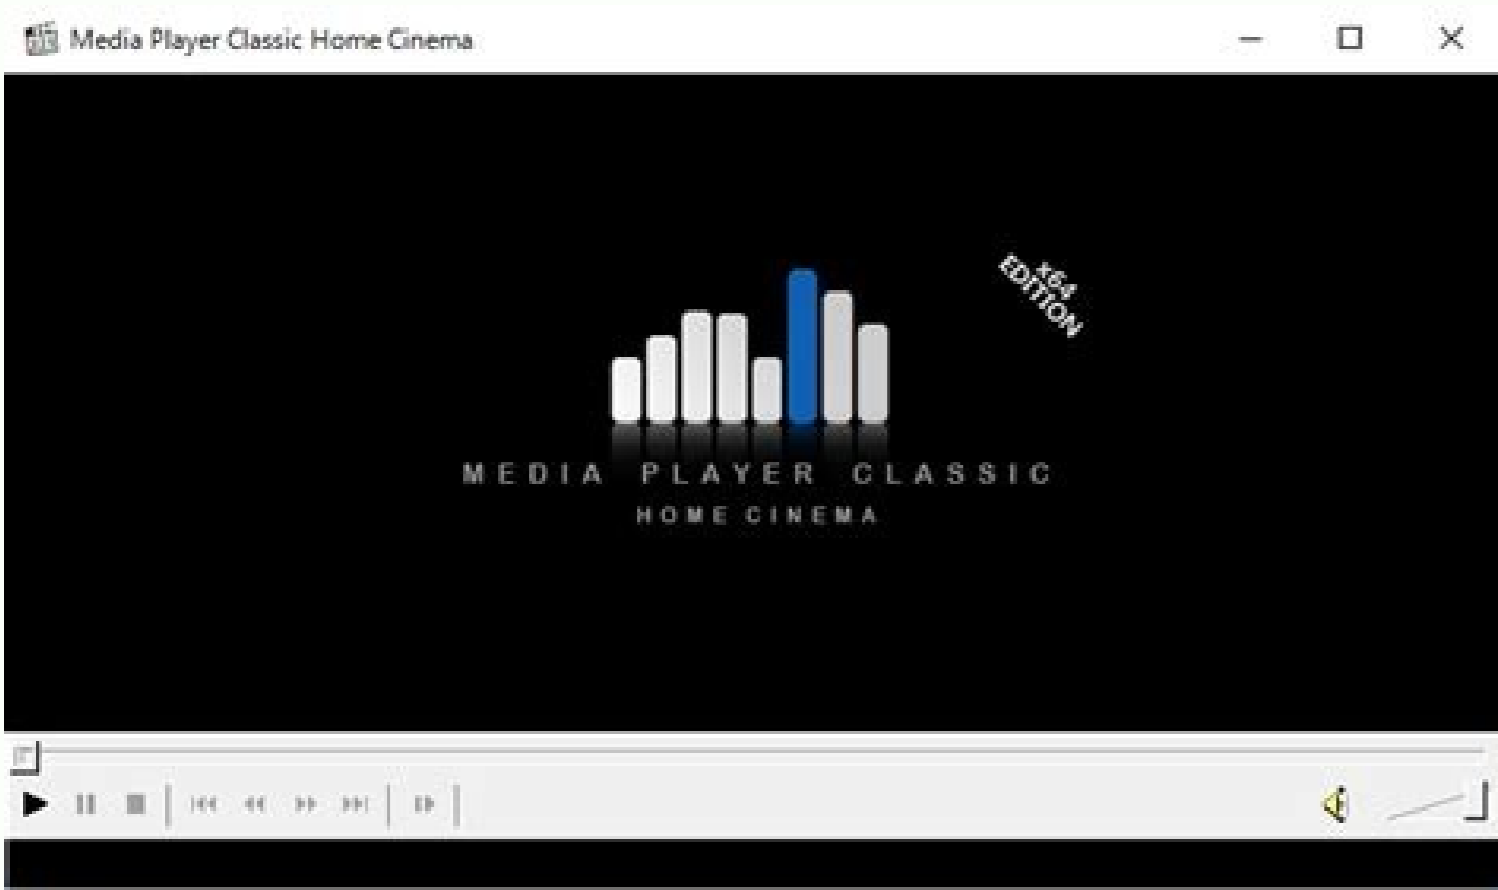 Media Player Classic Home Cinema
x64
EDITION
MEDIA PLAYER CLASSIC
HOME CINEMA